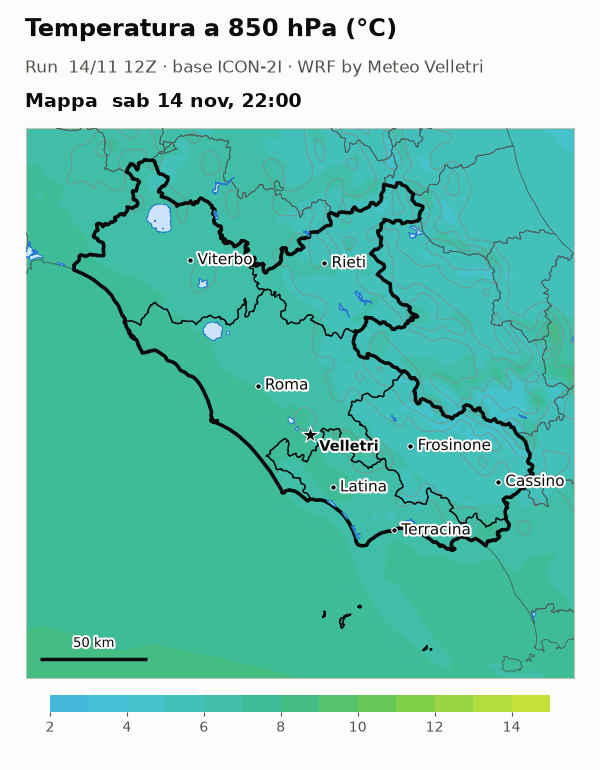 Temperatura a 850 hPa (°C)
Run  14/11 12Z · base ICON-2I · WRF by Meteo Velletri
Mappa  sab 14 nov, 22:00
Viterbo
Rieti
Roma
Velletri
Frosinone
Latina
Cassino
Terracina
50 km
2 4 6 8 10 12 14